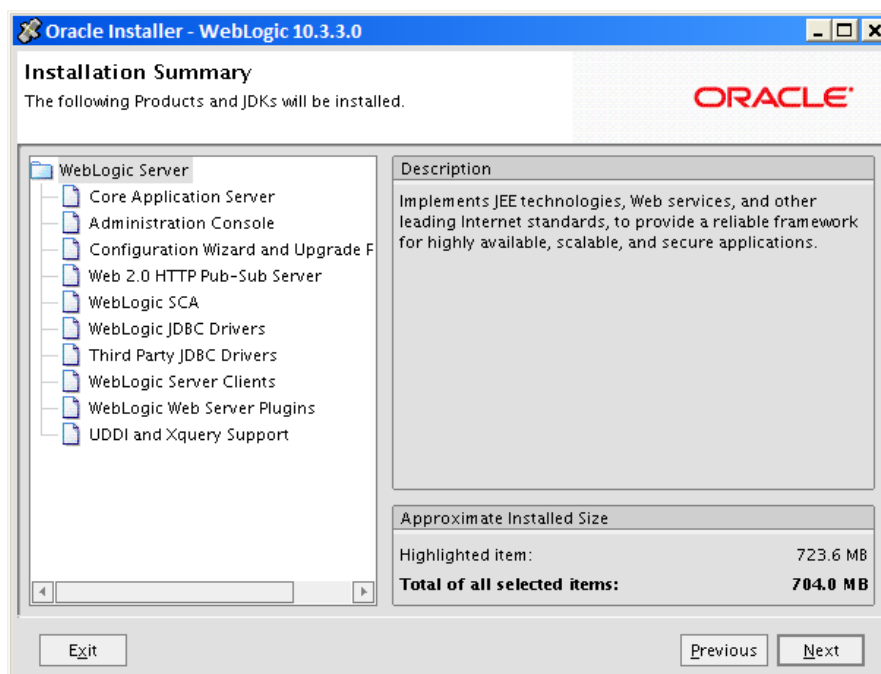 Oracle Installer - WebLogic 10.3.3.0
Installation Summary
The following Products and JDKs will be installed.
ORACLE
WebLogic Server
Core Application Server
Administration Console
Configuration Wizard and Upgrade F
Web 2.0 HTTP Pub-Sub Server
WebLogic SCA
WebLogic JDBC Drivers
Third Party JDBC Drivers
WebLogic Server Clients
WebLogic Web Server Plugins
UDDI and Xquery Support
Description
Implements JEE technologies, Web services, and other
leading Internet standards, to provide a reliable framework
for highly available, scalable, and secure applications.
Approximate Installed Size
Highlighted item: 723.6 MB
Total of all selected items: 704.0 MB
Exit
Previous
Next